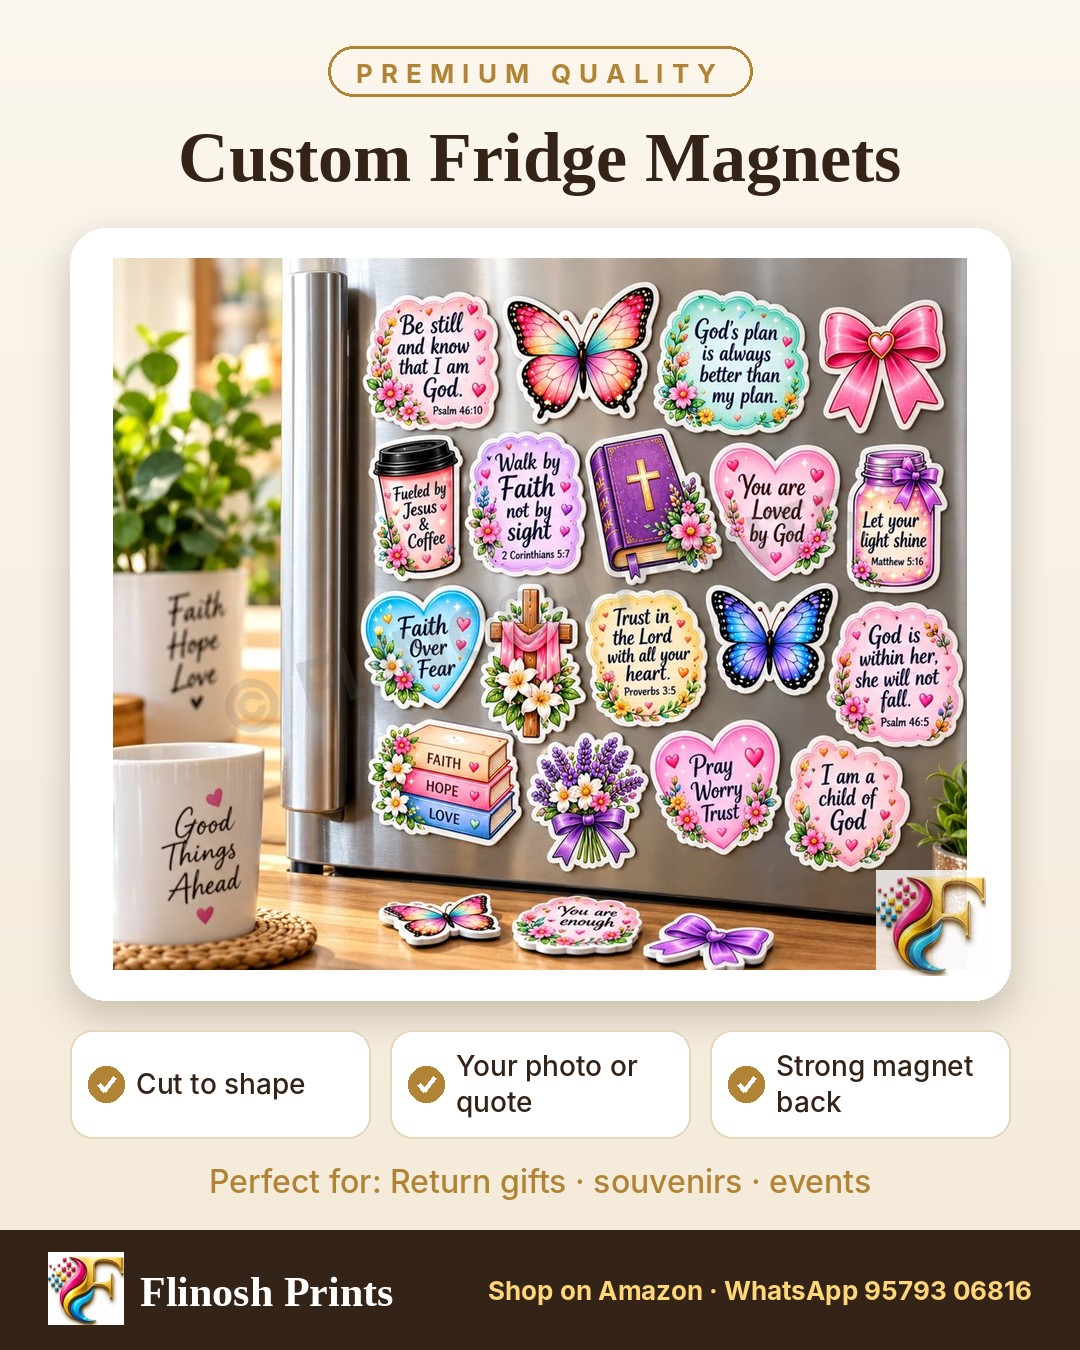 PREMIUM QUALITY
Custom Fridge Magnets
Be still
and know
that I am
God.
Psalm 46:10
God's plan
is always
better than
my plan.
Fueled by
Jesus
&
Coffee
Walk by
Faith
not by
sight
2 Corinthians 5:7
You are
Loved
by God
Let your
light shine
Matthew 5:16
Faith
Hope
Love
Faith
Over
Fear
Trust in
the Lord
with all your
heart.
Proverbs 3:5
God is
within her,
she will not
fall.
Psalm 46:5
FAITH
HOPE
LOVE
Pray
Worry
Trust
I am a
child of
God
Good
Things
Ahead
You are
enough
F
Cut to shape
Your photo or
quote
Strong magnet
back
Perfect for: Return gifts · souvenirs · events
F
Flinosh Prints
Shop on Amazon · WhatsApp 95793 06816